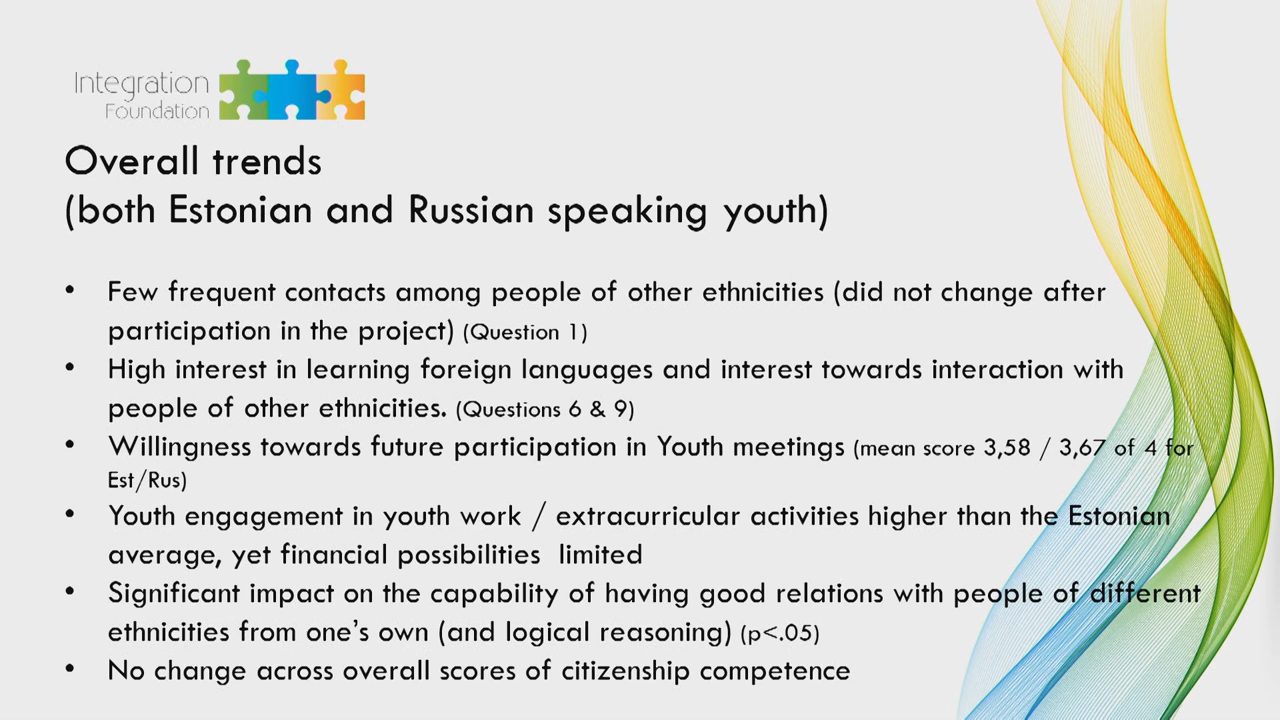 Integration
Foundation
Overall trends
(both Estonian and Russian speaking youth)
• Few frequent contacts among people of other ethnicities (did not change after
participation in the project) (Question 1)
• High interest in learning foreign languages and interest towards interaction with
people of other ethnicities. (Questions 6 & 9)
• Willingness towards future participation in Youth meetings (mean score 3,58 / 3,67 of 4 for
Est/Rus)
• Youth engagement in youth work / extracurricular activities higher than the Estonian
average, yet financial possibilities limited
• Significant impact on the capability of having good relations with people of different
ethnicities from one's own (and logical reasoning) (p<.05)
• No change across overall scores of citizenship competence